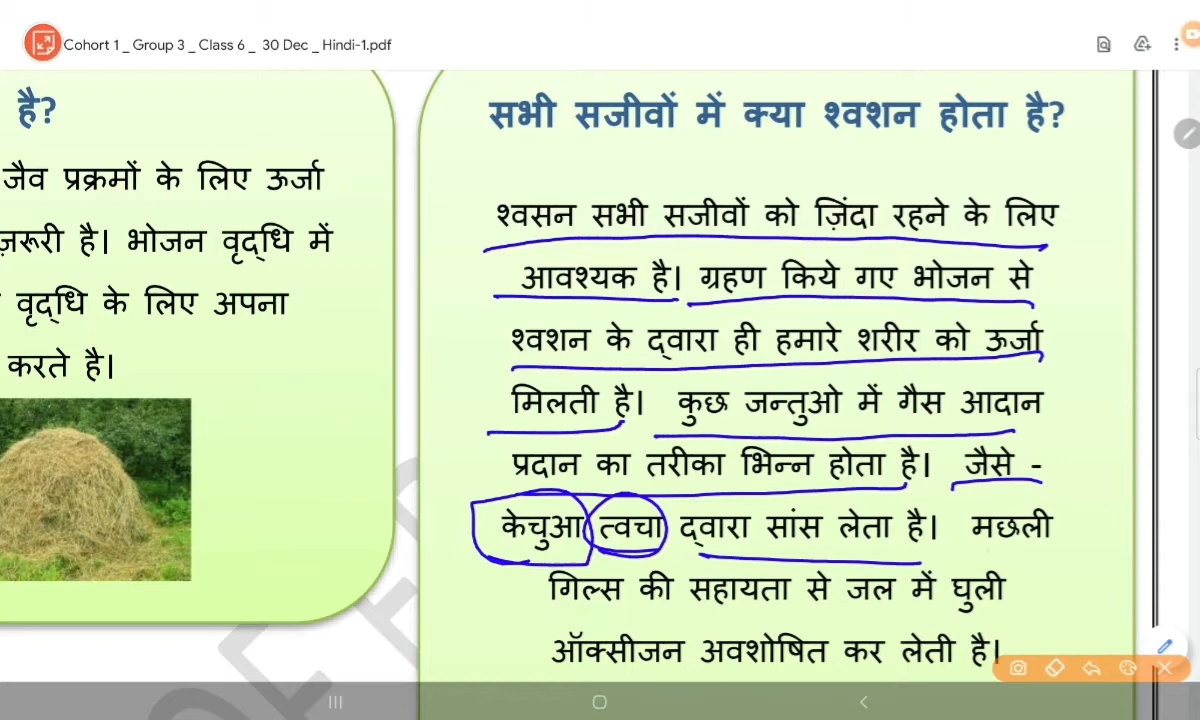 Cohort 1 _ Group 3 _ Class 6 _ 30 Dec _ Hindi-1.pdf
है?
जैव प्रक्रमों के लिए ऊर्जा
ज़रूरी है। भोजन वृद्धि में
वृद्धि के लिए अपना
करते है।
सभी सजीवों में क्या श्वशन होता है?
श्वसन सभी सजीवों को ज़िंदा रहने के लिए
आवश्यक है। ग्रहण किये गए भोजन से
श्वशन के द्वारा ही हमारे शरीर को ऊर्जा
मिलती है। कुछ जन्तुओ में गैस आदान
प्रदान का तरीका भिन्न होता है। जैसे -
केचुआ त्वचा द्वारा सांस लेता है। मछली
गिल्स की सहायता से जल में घुली
ऑक्सीजन अवशोषित कर लेती है।